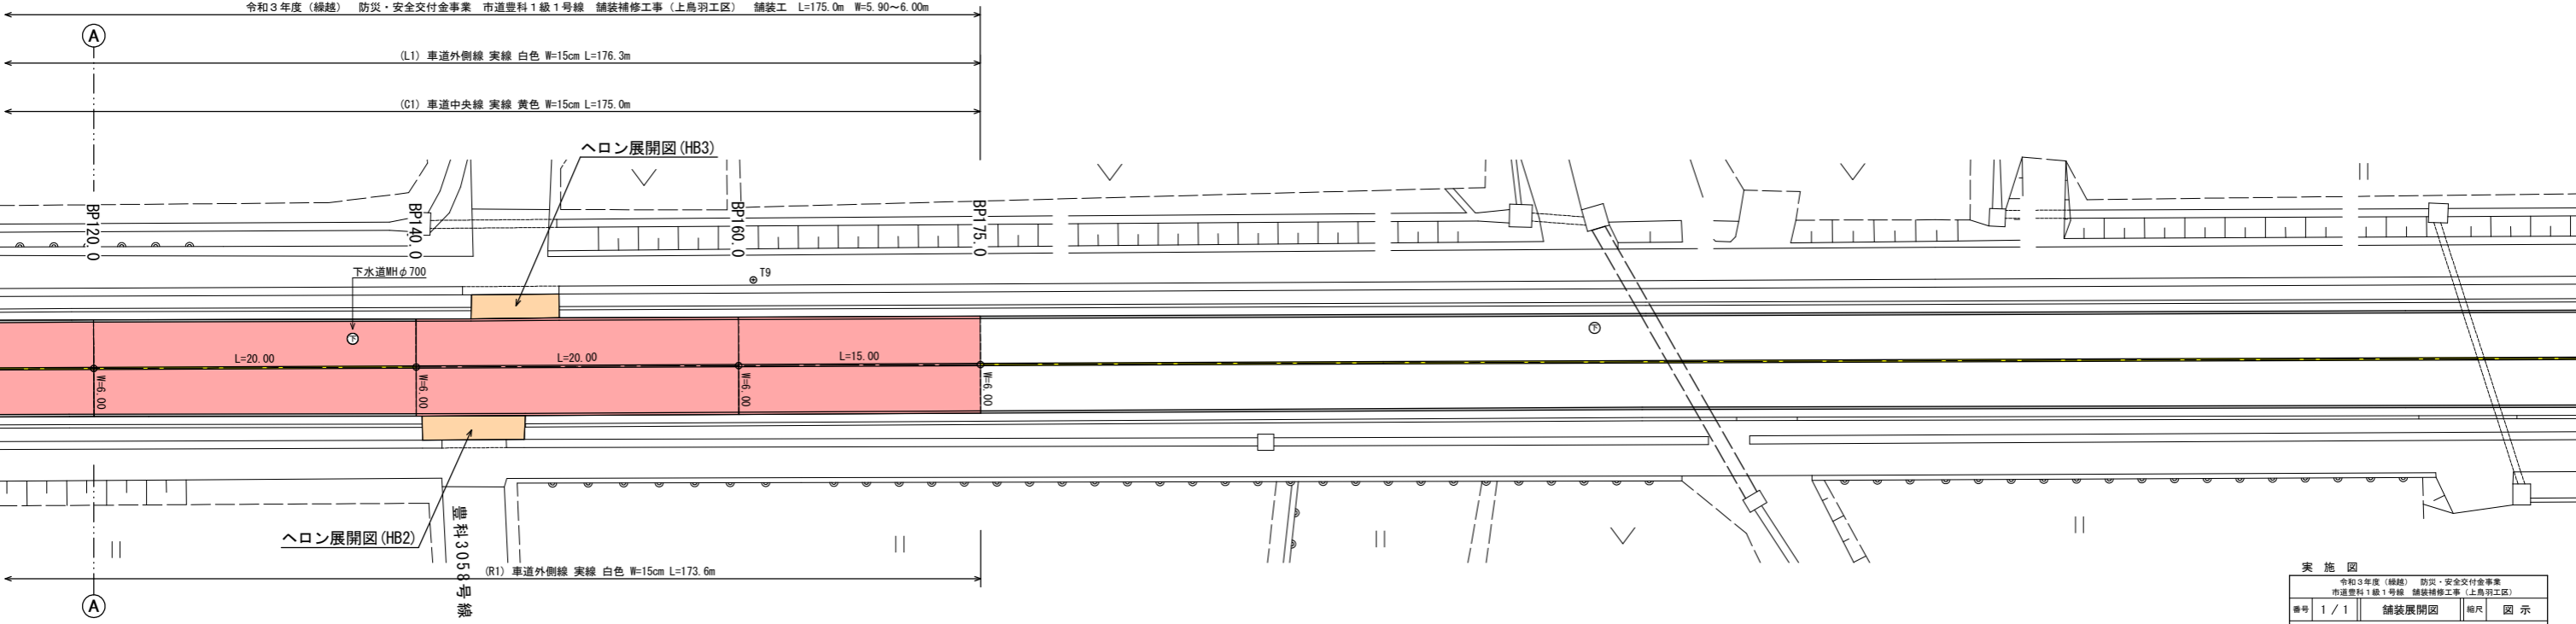 令和３年度（繰越）　防災・安全交付金事業　市道豊科１級１号線　舗装補修工事（上鳥羽工区）　舗装工　L=175.0m　W=5.90～6.00m
A
(L1) 車道外側線 実線 白色 W=15cm L=176.3m
(C1) 車道中央線 実線 黄色 W=15cm L=175.0m
ヘロン展開図(HB3)
BP120.0
BP140.0
BP160.0
BP175.0
下水道MHφ700
T9
下
下
L=20.00
L=20.00
L=15.00
W=6.00
W=6.00
W=6.00
W=6.00
豊科3058号線
ヘロン展開図(HB2)
(R1) 車道外側線 実線 白色 W=15cm L=173.6m
A
実 施 図
令和３年度（繰越）　防災・安全交付金事業
市道豊科１級１号線　舗装補修工事（上鳥羽工区）
番号 1 / 1 舗装展開図 縮尺 図 示